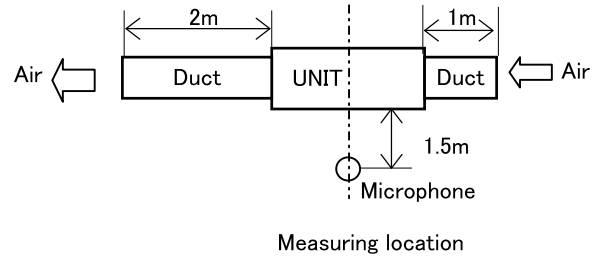 2m
1m
Air
Duct
UNIT
Duct
Air
1.5m
Microphone
Measuring location